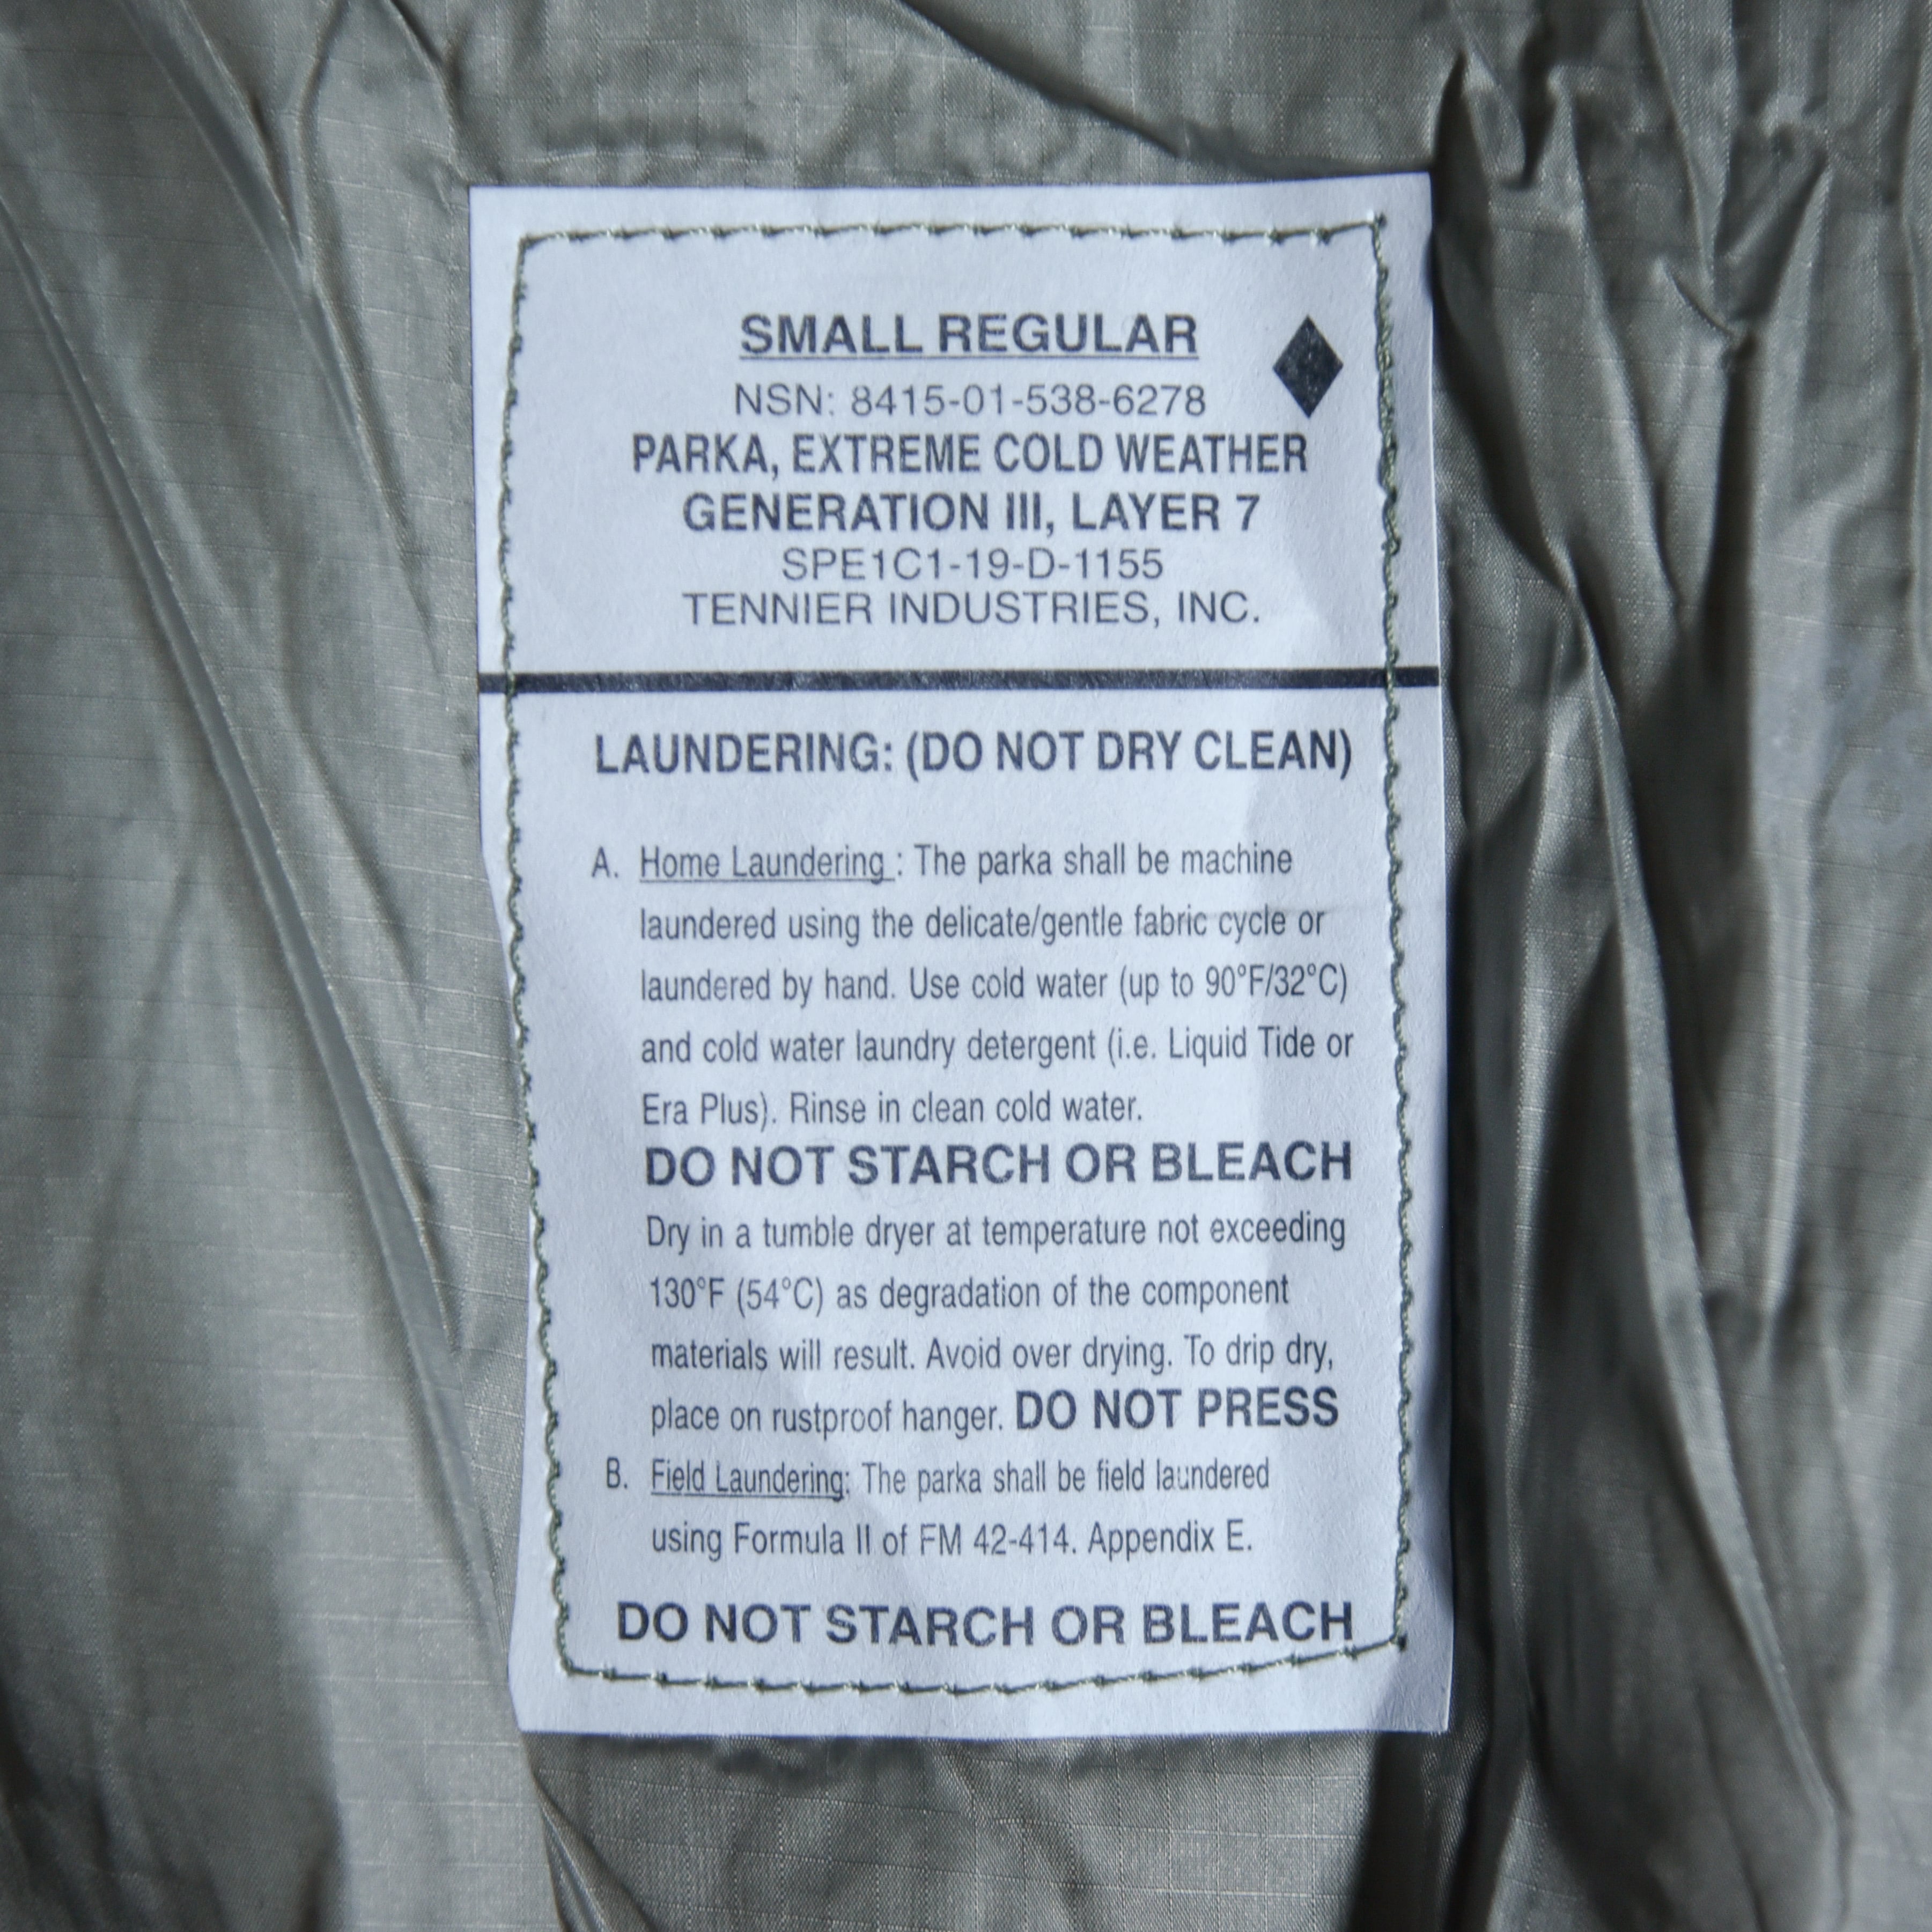 SMALL REGULAR
NSN: 8415-01-538-6278
PARKA, EXTREME COLD WEATHER
GENERATION III, LAYER 7
SPE1C1-19-D-1155
TENNIER INDUSTRIES, INC.
LAUNDERING: (DO NOT DRY CLEAN)
A. Home Laundering : The parka shall be machine
laundered using the delicate/gentle fabric cycle or
laundered by hand. Use cold water (up to 90°F/32°C)
and cold water laundry detergent (i.e. Liquid Tide or
Era Plus). Rinse in clean cold water.
DO NOT STARCH OR BLEACH
Dry in a tumble dryer at temperature not exceeding
130°F (54°C) as degradation of the component
materials will result. Avoid over drying. To drip dry,
place on rustproof hanger. DO NOT PRESS
B. Field Laundering: The parka shall be field laundered
using Formula II of FM 42-414. Appendix E.
DO NOT STARCH OR BLEACH